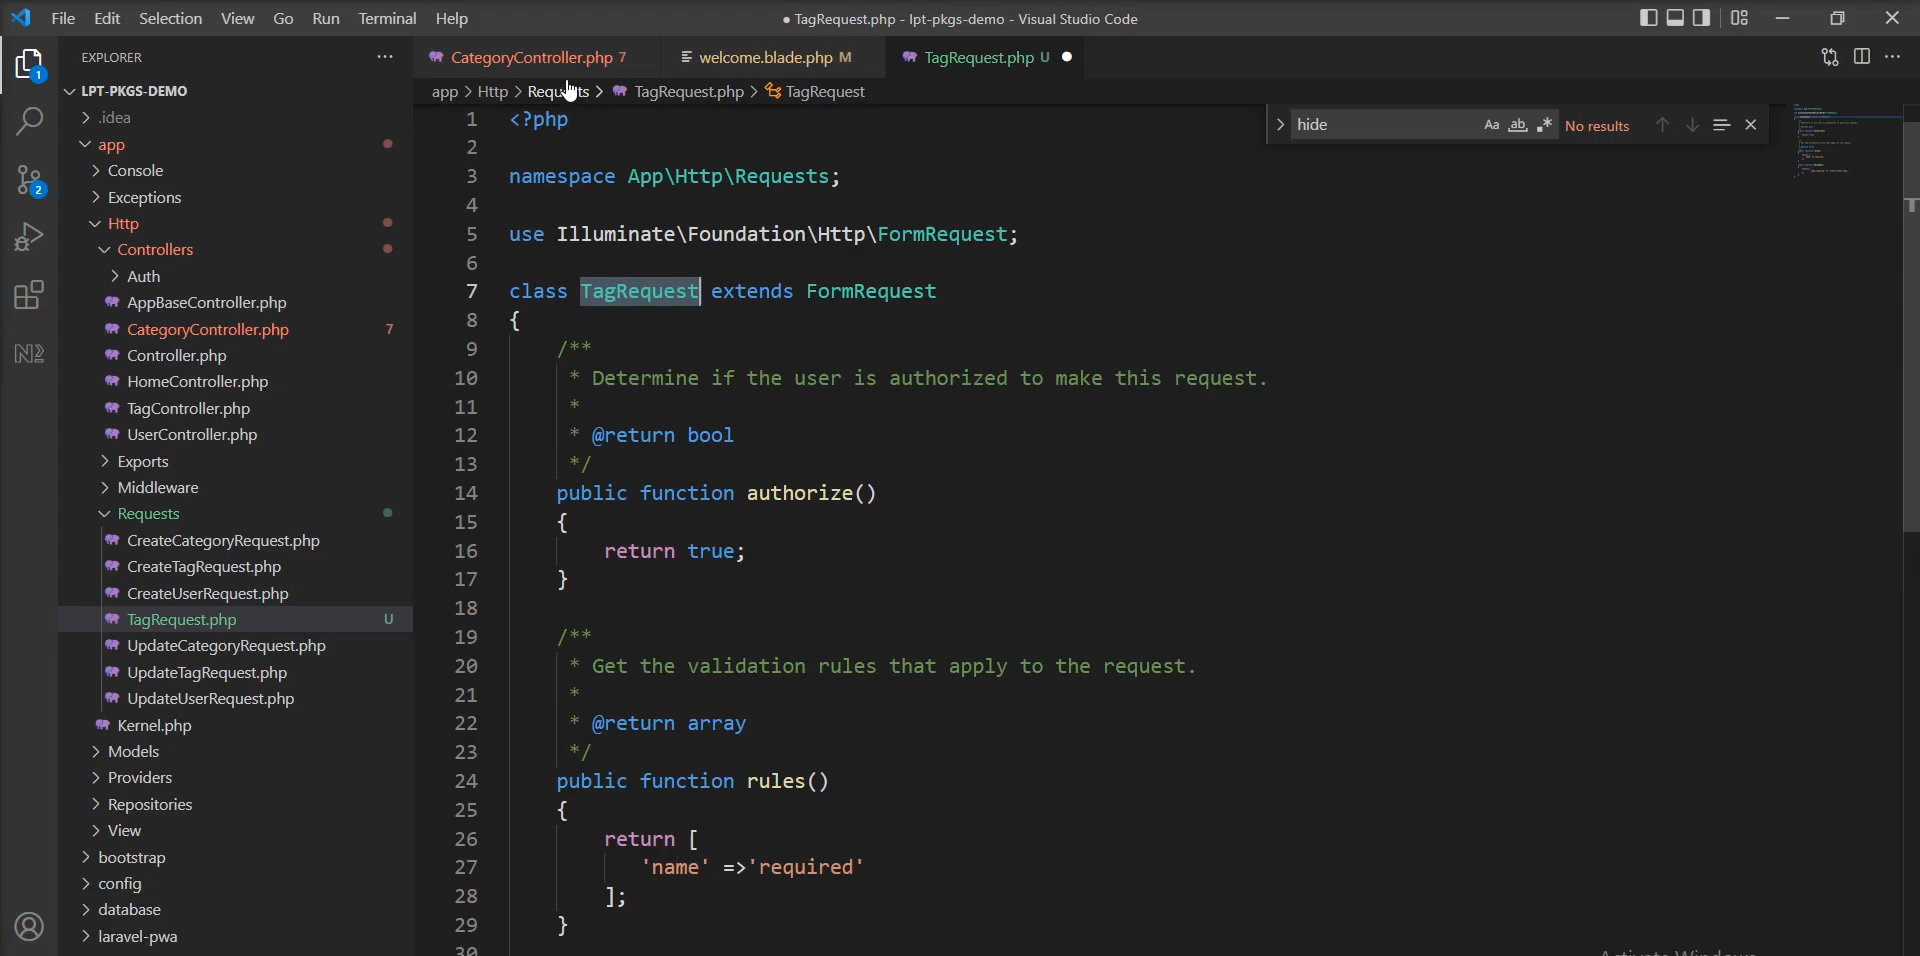 File Edit Selection View Go Run Terminal Help
● TagRequest.php - lpt-pkgs-demo - Visual Studio Code
EXPLORER
CategoryController.php 7
welcome.blade.php M
TagRequest.php U
1
LPT-PKGS-DEMO
app > Http > Requests > TagRequest.php > TagRequest
hide
Aa ab .*
No results
.idea
app
Console
2
Exceptions
Http
Controllers
Auth
AppBaseController.php
CategoryController.php 7
Controller.php
HomeController.php
TagController.php
UserController.php
Exports
Middleware
Requests
CreateCategoryRequest.php
CreateTagRequest.php
CreateUserRequest.php
TagRequest.php U
UpdateCategoryRequest.php
UpdateTagRequest.php
UpdateUserRequest.php
Kernel.php
Models
Providers
Repositories
View
bootstrap
config
database
laravel-pwa
1 <?php
2
3 namespace App\Http\Requests;
4
5 use Illuminate\Foundation\Http\FormRequest;
6
7 class TagRequest extends FormRequest
8 {
9 /**
10 * Determine if the user is authorized to make this request.
11 *
12 * @return bool
13 */
14 public function authorize()
15 {
16 return true;
17 }
18
19 /**
20 * Get the validation rules that apply to the request.
21 *
22 * @return array
23 */
24 public function rules()
25 {
26 return [
27 'name' =>'required'
28 ];
29 }
30
Activate Windows